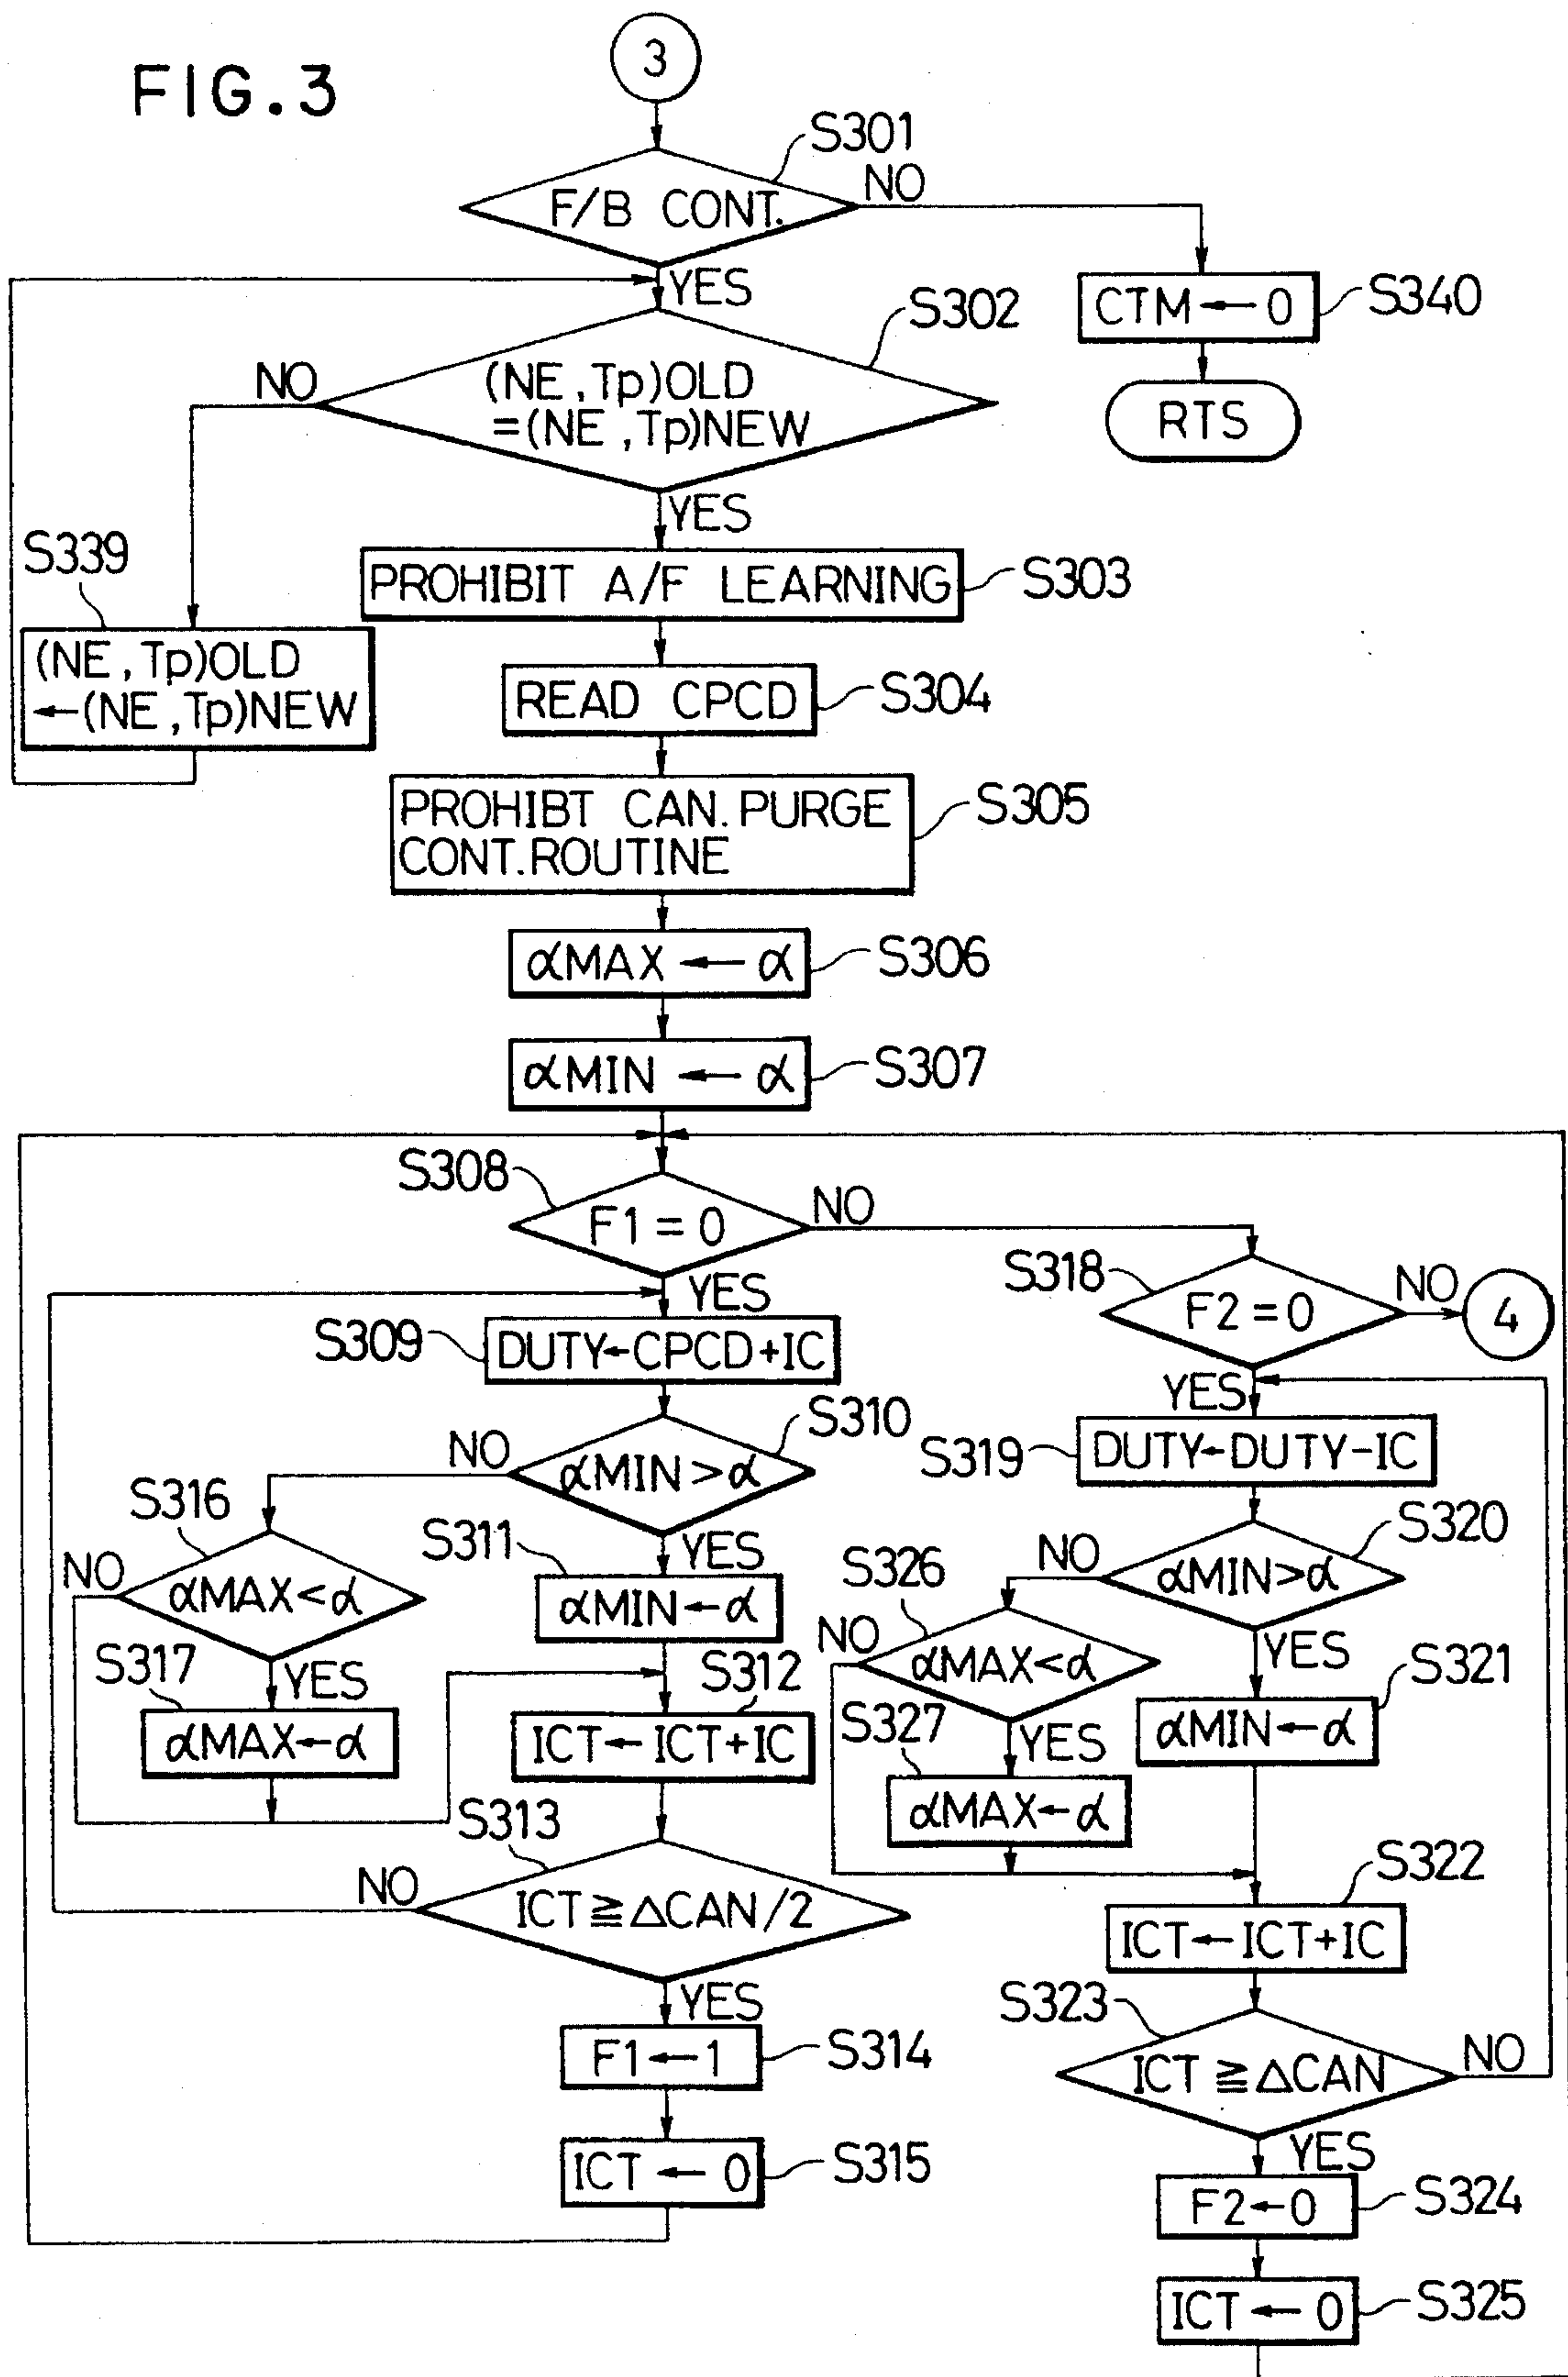 FIG.3
3
S301
F/B CONT.
NO
YES
CTM ← 0
S340
RTS
S302
(NE,Tp)OLD
=(NE,Tp)NEW
NO
YES
S339
(NE,Tp)OLD
←(NE,Tp)NEW
PROHIBIT A/F LEARNING
S303
READ CPCD
S304
PROHIBT CAN.PURGE
CONT.ROUTINE
S305
αMAX ← α
S306
αMIN ← α
S307
S308
F1=0
NO
YES
S318
F2=0
NO
4
YES
S309
DUTY←CPCD+IC
S310
αMIN>α
NO
YES
S319
DUTY←DUTY-IC
S320
αMIN>α
NO
YES
S316
αMAX<α
NO
YES
S311
αMIN←α
S326
αMAX<α
NO
YES
S321
αMIN←α
S317
αMAX←α
S312
ICT←ICT+IC
S327
αMAX←α
S313
ICT≧△CAN/2
NO
YES
S322
ICT←ICT+IC
S323
ICT≧△CAN
NO
YES
F1←1
S314
ICT ← 0
S315
F2←0
S324
ICT ← 0
S325